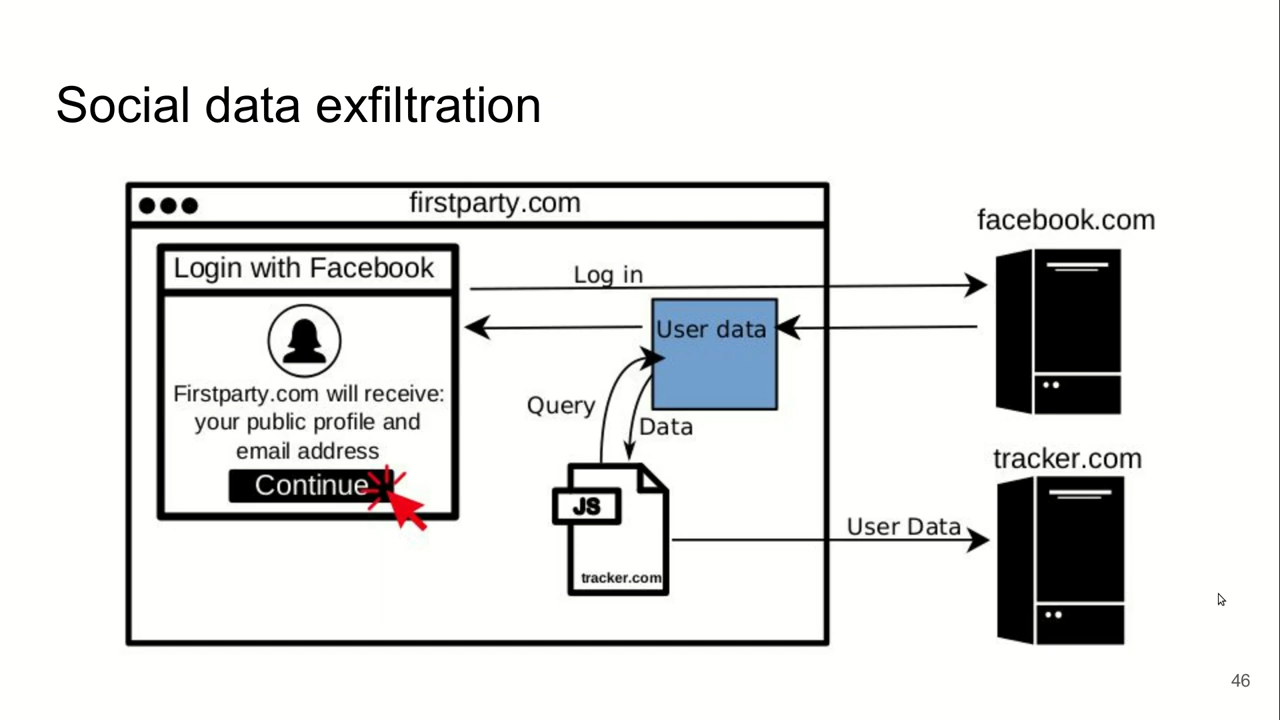 Social data exfiltration
firstparty.com
facebook.com
Login with Facebook
Log in
User data
Firstparty.com will receive:
your public profile and
email address
Query
Data
Continue
tracker.com
JS
User Data
tracker.com
46